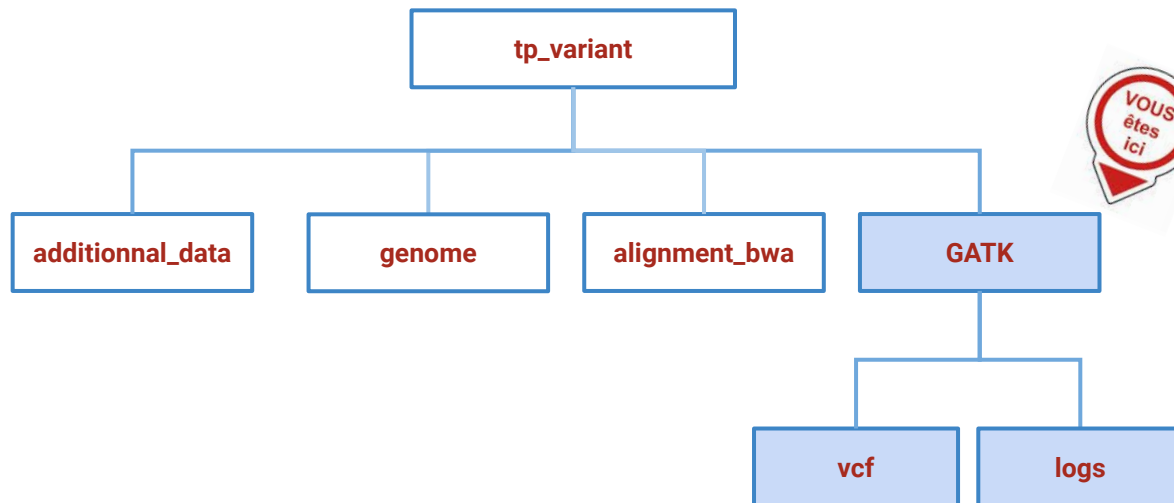 tp_variant
VOUS
êtes
ici
additionnal_data
genome
alignment_bwa
GATK
vcf
logs